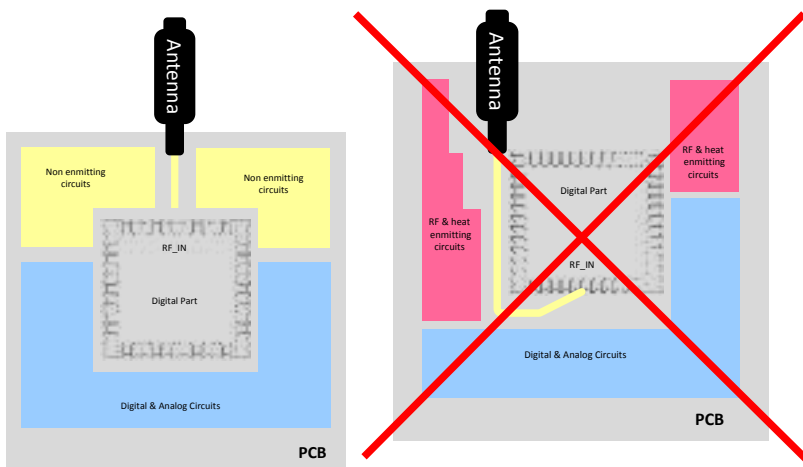 Antenna
Non enmitting
circuits
Non enmitting
circuits
RF_IN
Digital Part
Digital & Analog Circuits
PCB
Antenna
RF & heat
enmitting
circuits
Digital Part
RF & heat
enmitting
circuits
RF_IN
Digital & Analog Circuits
PCB